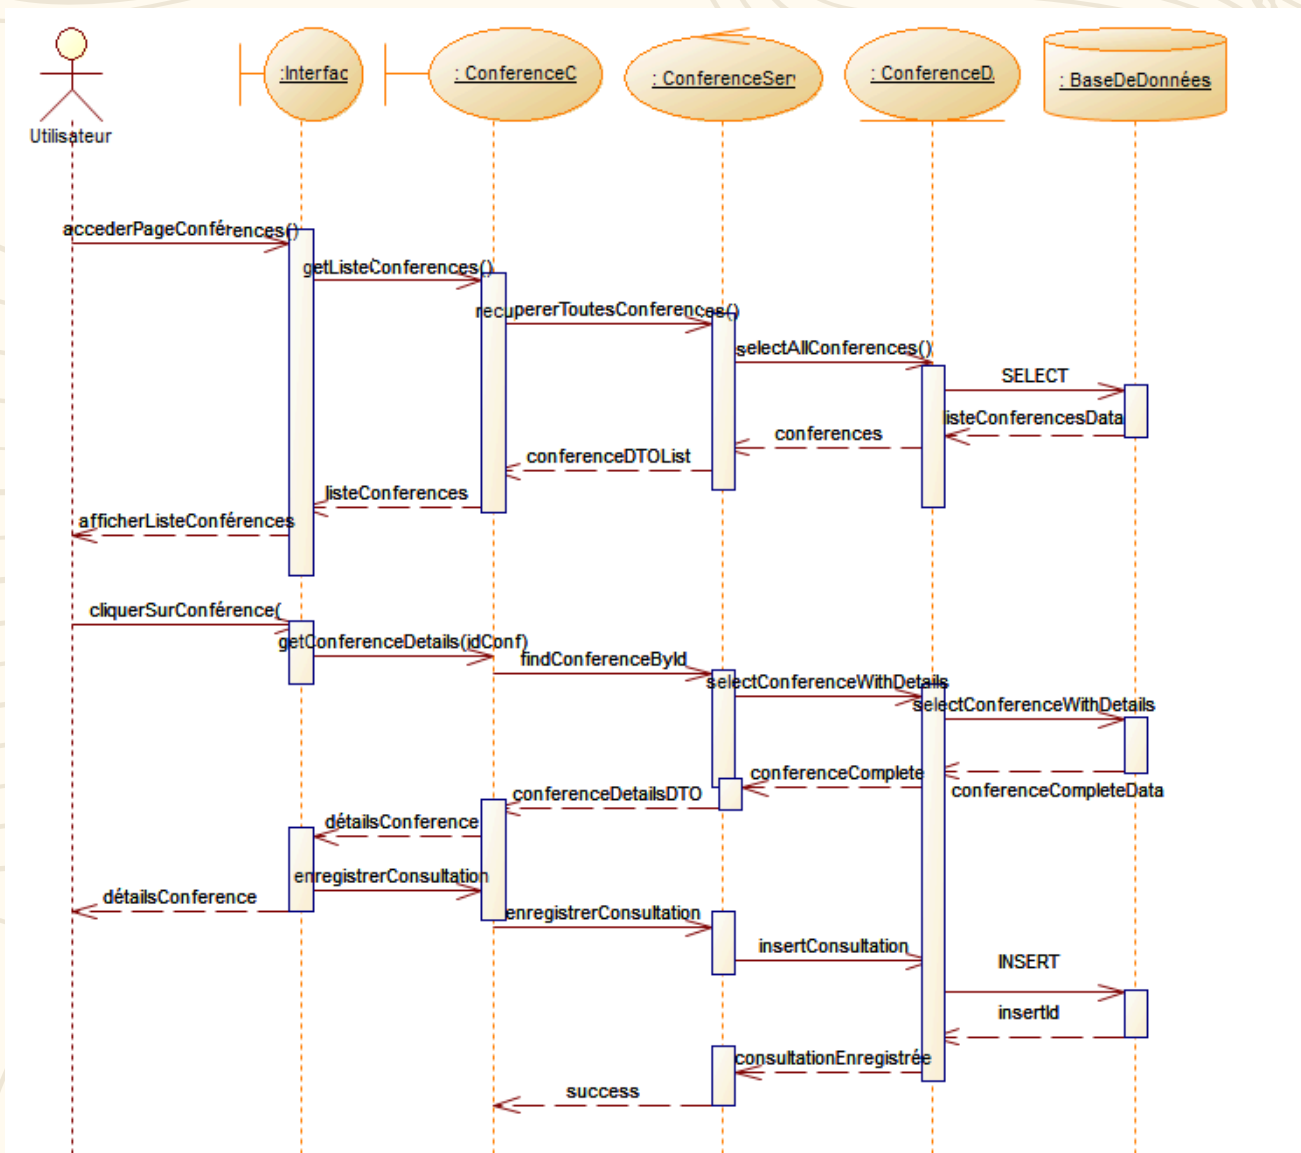 :Interfac
: ConferenceC
: ConferenceSer
: ConferenceD
: BaseDeDonnées
Utilisateur
accederPageConférences()
getListeConferences()
recupererToutesConferences()
selectAllConferences()
SELECT
listeConferencesData
conferences
conferenceDTOList
listeConferences
afficherListeConférences
cliquerSurConférence(
getConferenceDetails(idConf)
findConferenceById
selectConferenceWithDetails
selectConferenceWithDetails
conferenceComplete
conferenceCompleteData
conferenceDetailsDTO
détailsConference
enregistrerConsultation
détailsConference
enregistrerConsultation
insertConsultation
INSERT
insertId
consultationEnregistrée
success